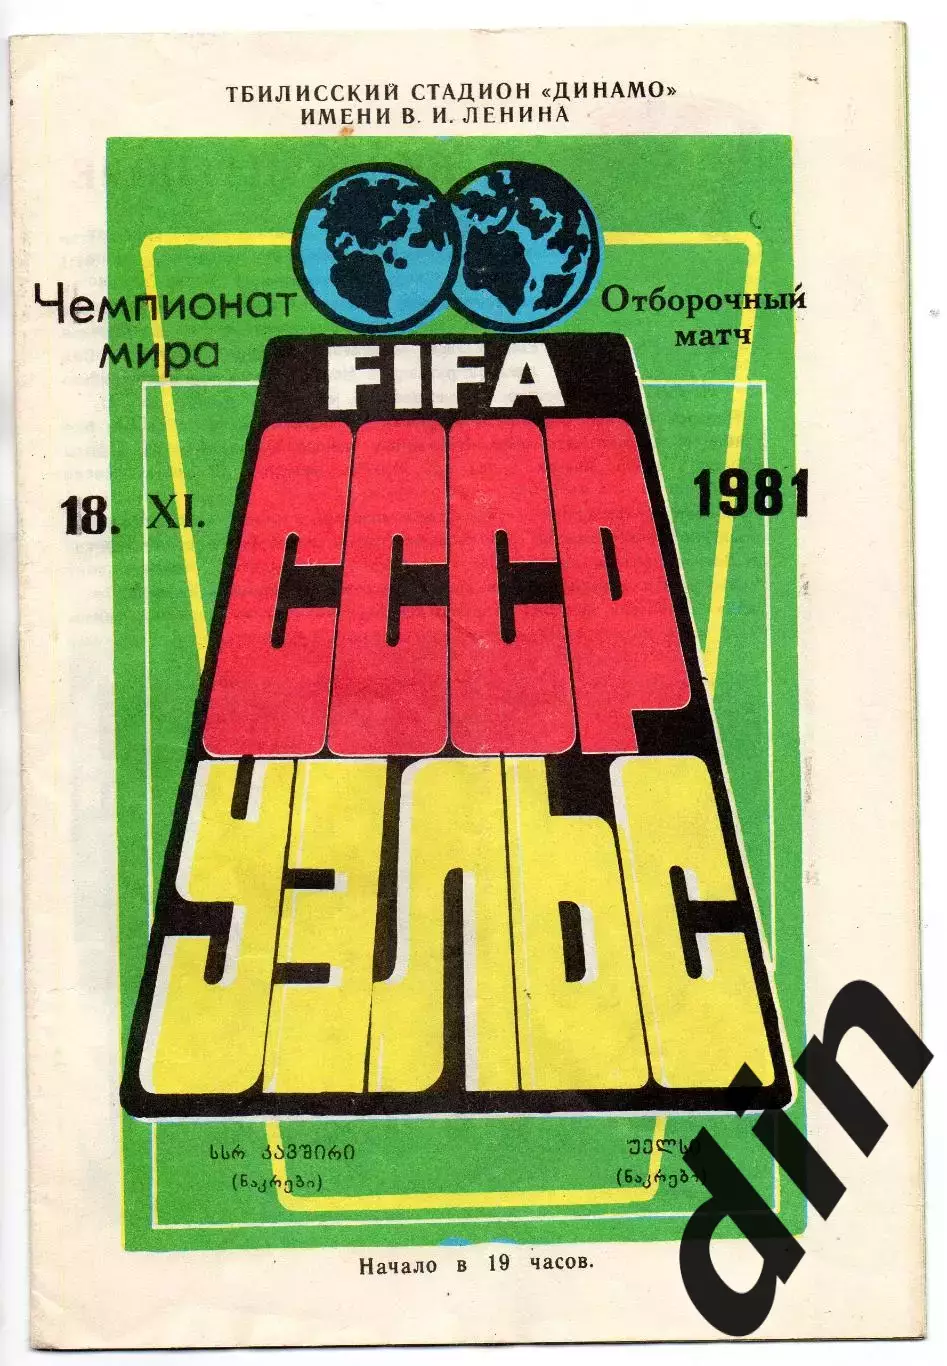 ТБИЛИССКИЙ СТАДИОН «ДИНАМО»
ИМЕНИ В. И. ЛЕНИНА
Чемпионат
мира
Отборочный
матч
FIFA
18. XI.
1981
СССР
УЭЛЬС
სსრ კავშირი
(ნაკრები)
უელსი
(ნაკრები)
Начало в 19 часов.
din